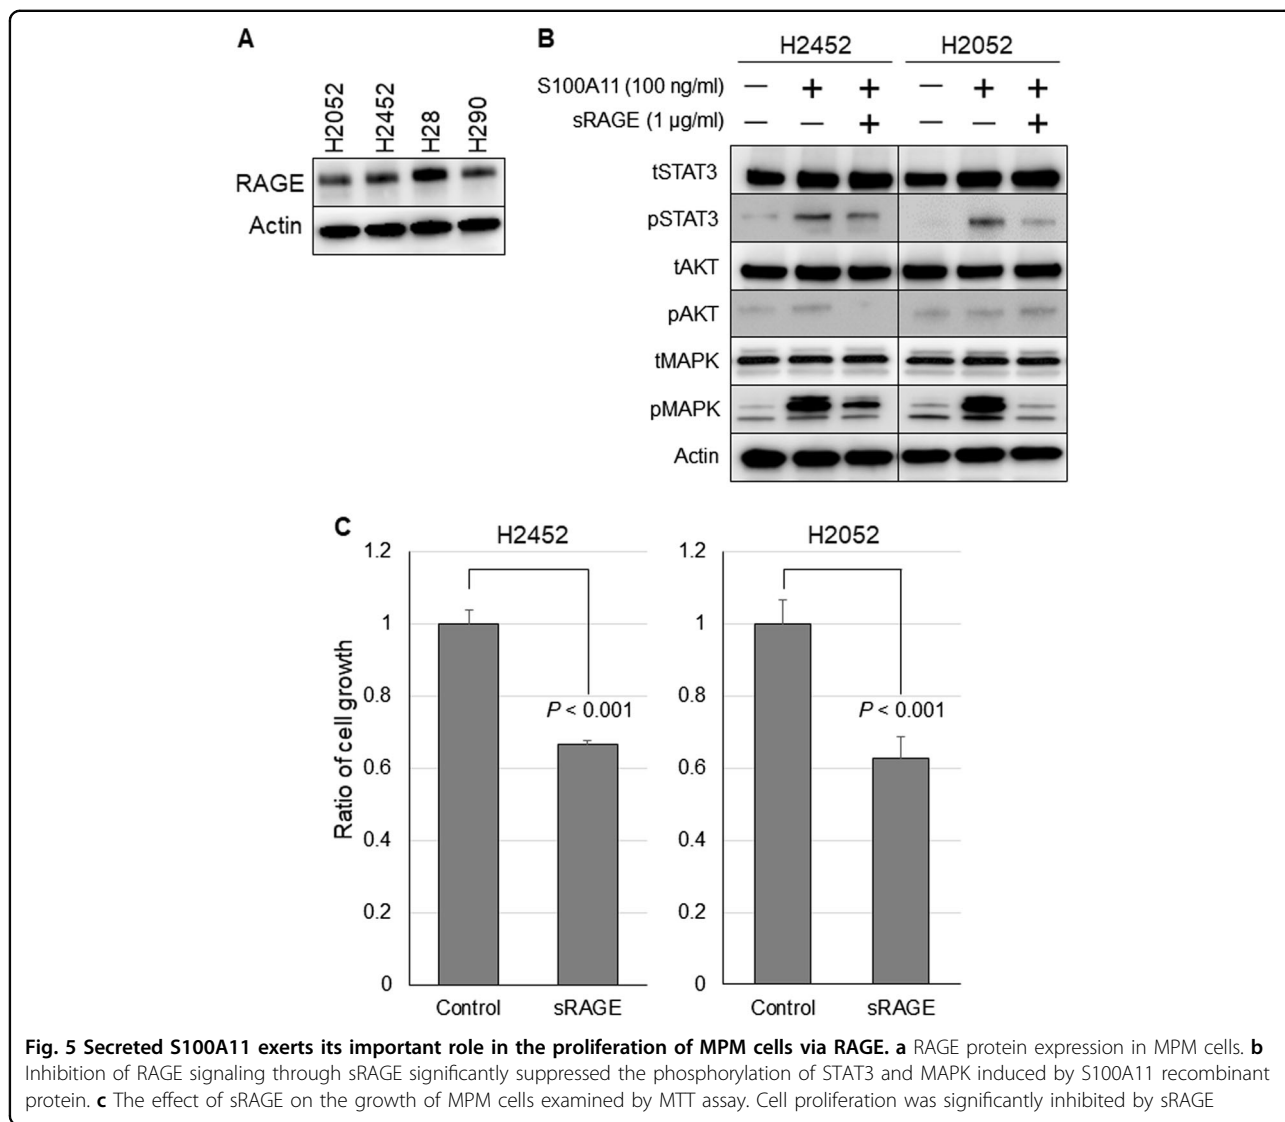 A
H2052
H2452
H28
H290
RAGE
Actin
B
H2452 H2052
S100A11 (100 ng/ml) — + + — + +
sRAGE (1 µg/ml) — — + — — +
tSTAT3
pSTAT3
tAKT
pAKT
tMAPK
pMAPK
Actin
C
Ratio of cell growth
H2452
1.2
1
0.8
0.6
0.4
0.2
0
P < 0.001
Control sRAGE
H2052
1.2
1
0.8
0.6
0.4
0.2
0
P < 0.001
Control sRAGE
Fig. 5 Secreted S100A11 exerts its important role in the proliferation of MPM cells via RAGE. a RAGE protein expression in MPM cells. b
Inhibition of RAGE signaling through sRAGE significantly suppressed the phosphorylation of STAT3 and MAPK induced by S100A11 recombinant
protein. c The effect of sRAGE on the growth of MPM cells examined by MTT assay. Cell proliferation was significantly inhibited by sRAGE